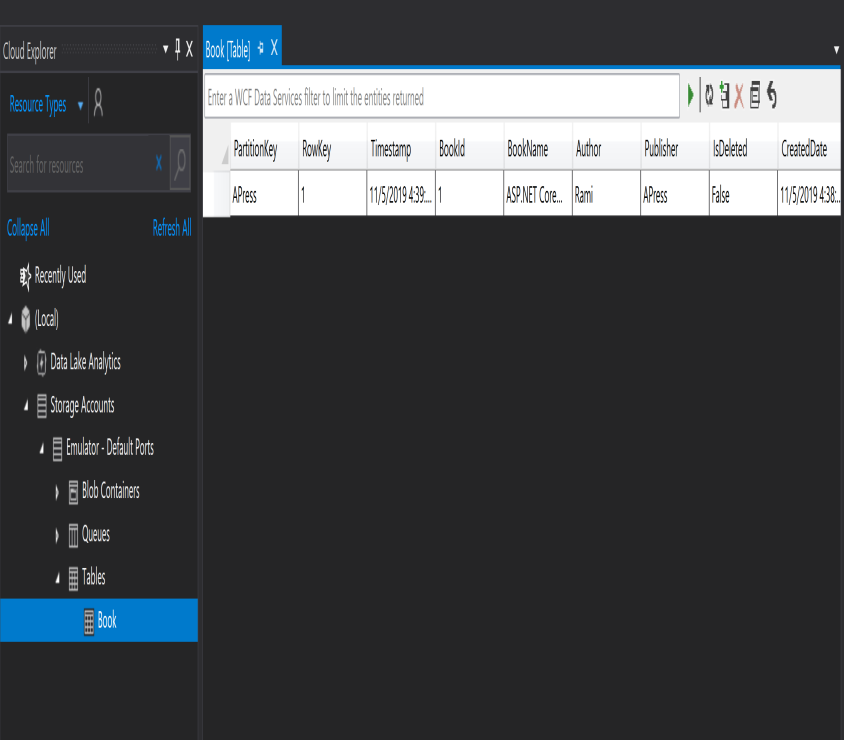 Cloud Explorer
Resource Types
Search for resources
Collapse All Refresh All
Recently Used
(Local)
Data Lake Analytics
Storage Accounts
Emulator - Default Ports
Blob Containers
Queues
Tables
Book
Book [Table]
Enter a WCF Data Services filter to limit the entities returned
PartitionKey RowKey Timestamp BookId BookName Author Publisher IsDeleted CreatedDate
APress 1 11/5/2019 4:39:... 1 ASP.NET Core... Rami APress False 11/5/2019 4:38:...